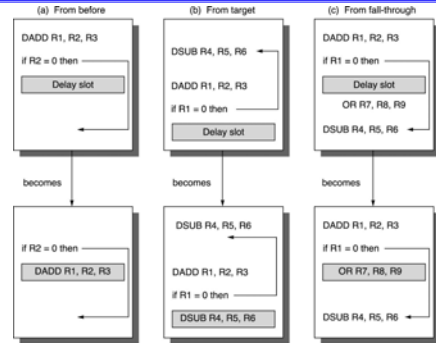 (a) From before
DADD R1, R2, R3
if R2 = 0 then
Delay slot
becomes
if R2 = 0 then
DADD R1, R2, R3
(b) From target
DSUB R4, R5, R6
DADD R1, R2, R3
if R1 = 0 then
Delay slot
becomes
DSUB R4, R5, R6
DADD R1, R2, R3
if R1 = 0 then
DSUB R4, R5, R6
(c) From fall-through
DADD R1, R2, R3
if R1 = 0 then
Delay slot
OR R7, R8, R9
DSUB R4, R5, R6
becomes
DADD R1, R2, R3
if R1 = 0 then
OR R7, R8, R9
DSUB R4, R5, R6